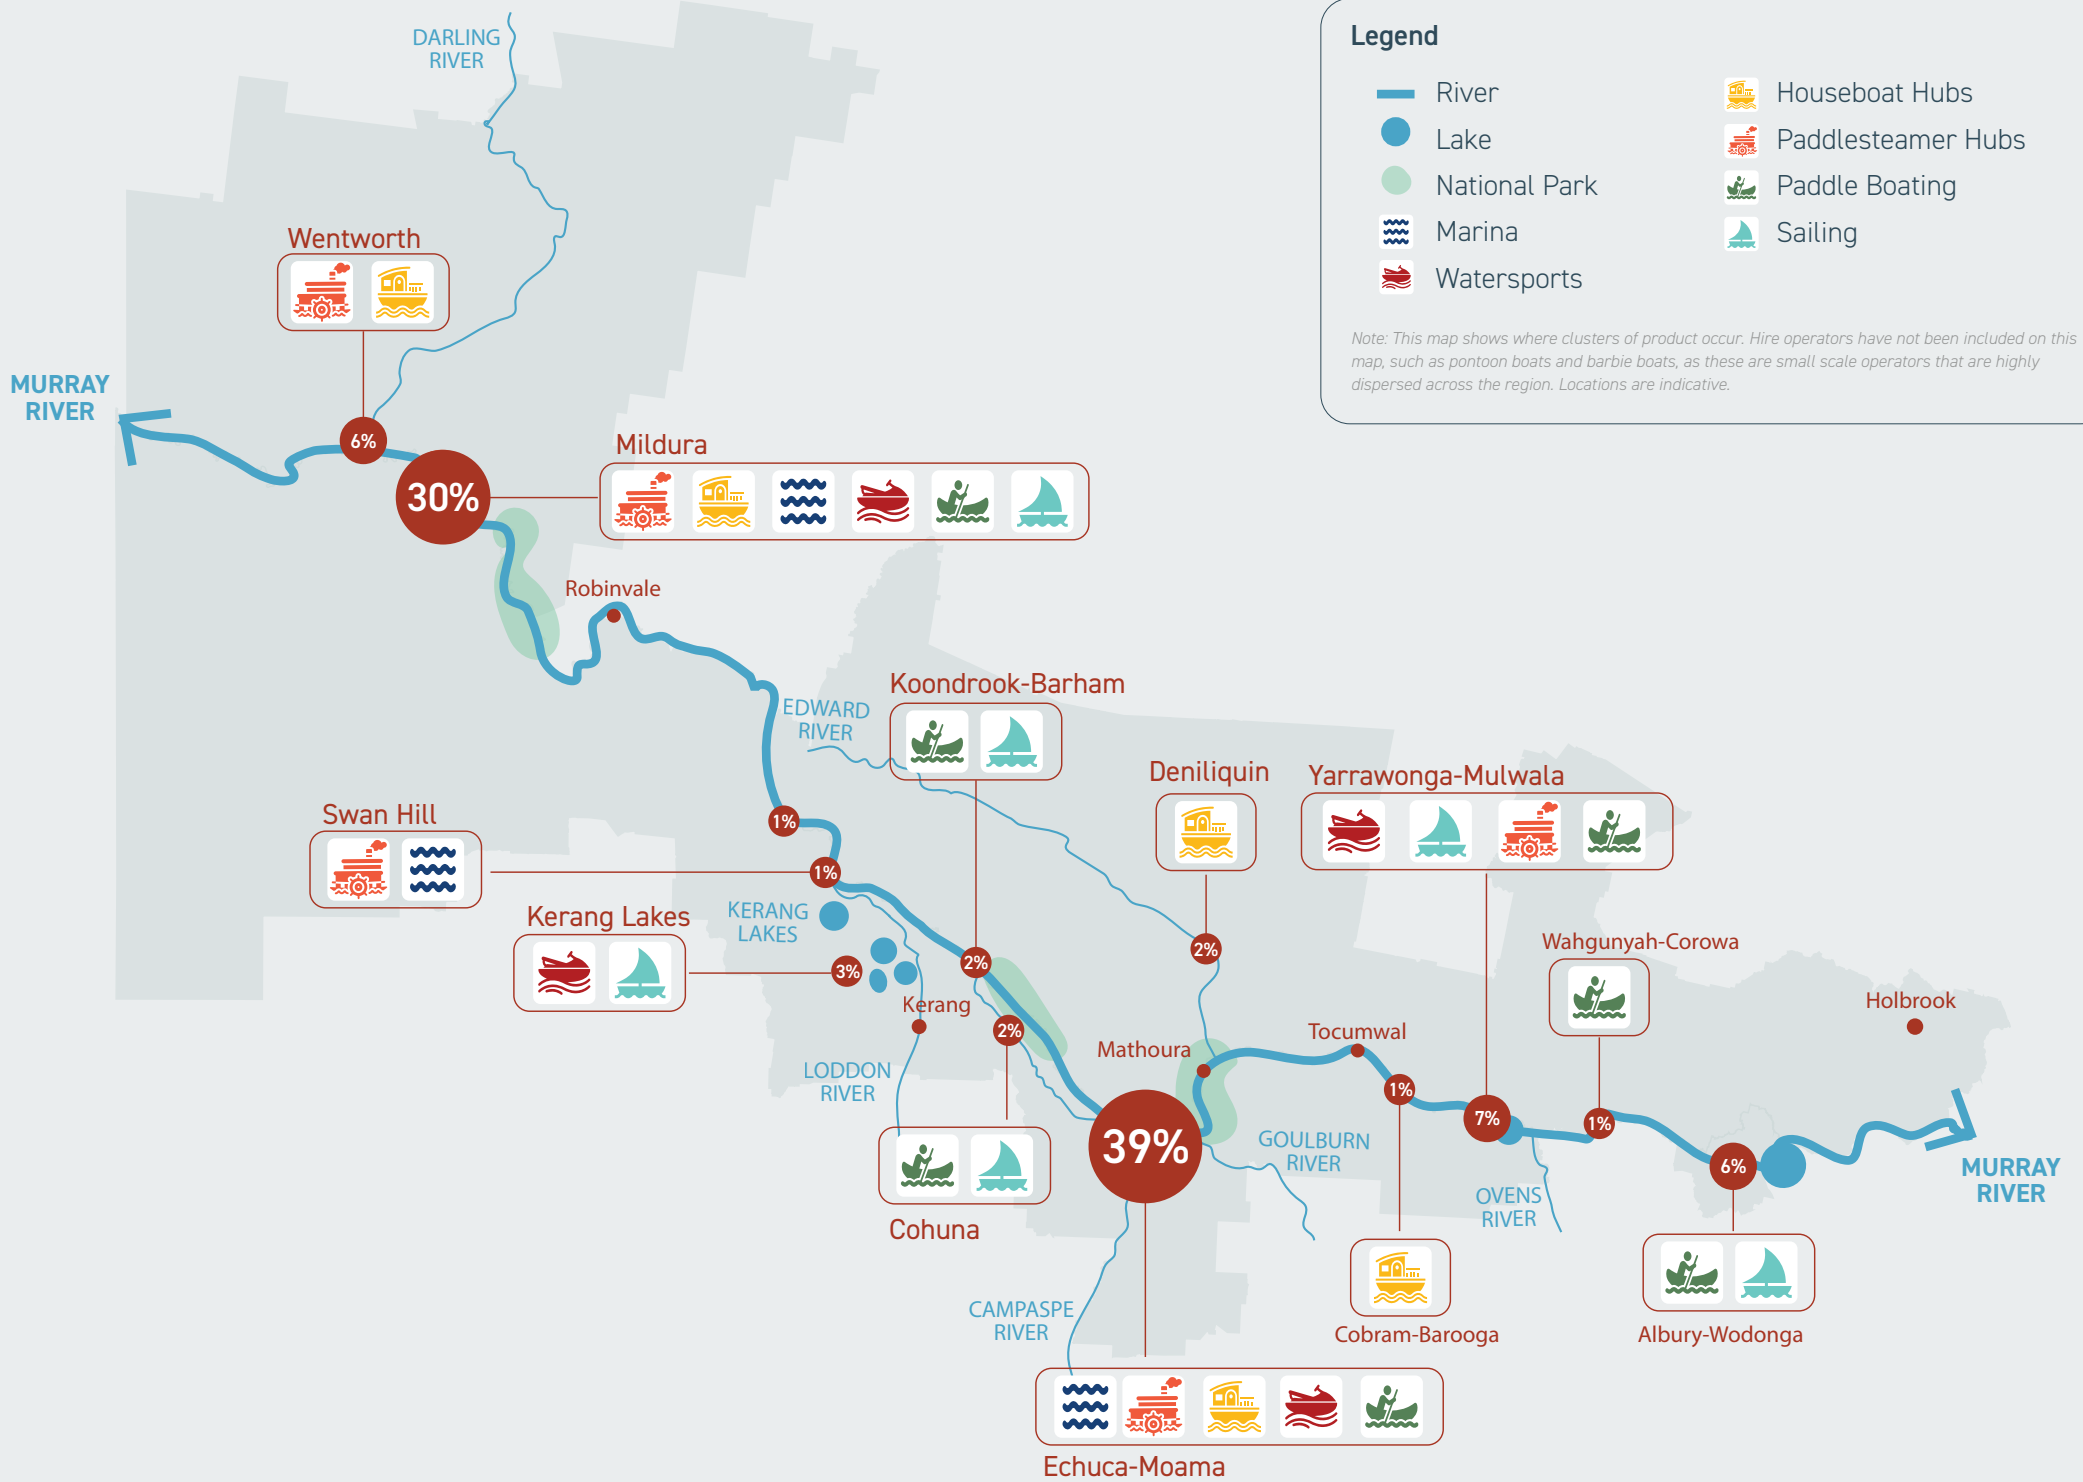 DARLING
RIVER
Legend
River
Lake
National Park
Marina
Watersports
Houseboat Hubs
Paddlesteamer Hubs
Paddle Boating
Sailing
Note: This map shows where clusters of product occur. Hire operators have not been included on this
map, such as pontoon boats and barbie boats, as these are small scale operators that are highly
dispersed across the region. Locations are indicative.
Wentworth
MURRAY
RIVER
6%
Mildura
30%
Robinvale
Koondrook-Barham
EDWARD
RIVER
Deniliquin
Yarrawonga-Mulwala
Swan Hill
1%
1%
Kerang Lakes
KERANG
LAKES
3%
2%
2%
Wahgunyah-Corowa
Kerang
Holbrook
2%
Mathoura
Tocumwal
LODDON
RIVER
1%
7%
1%
39%
GOULBURN
RIVER
6%
MURRAY
RIVER
OVENS
RIVER
Cohuna
CAMPASPE
RIVER
Cobram-Barooga
Albury-Wodonga
Echuca-Moama